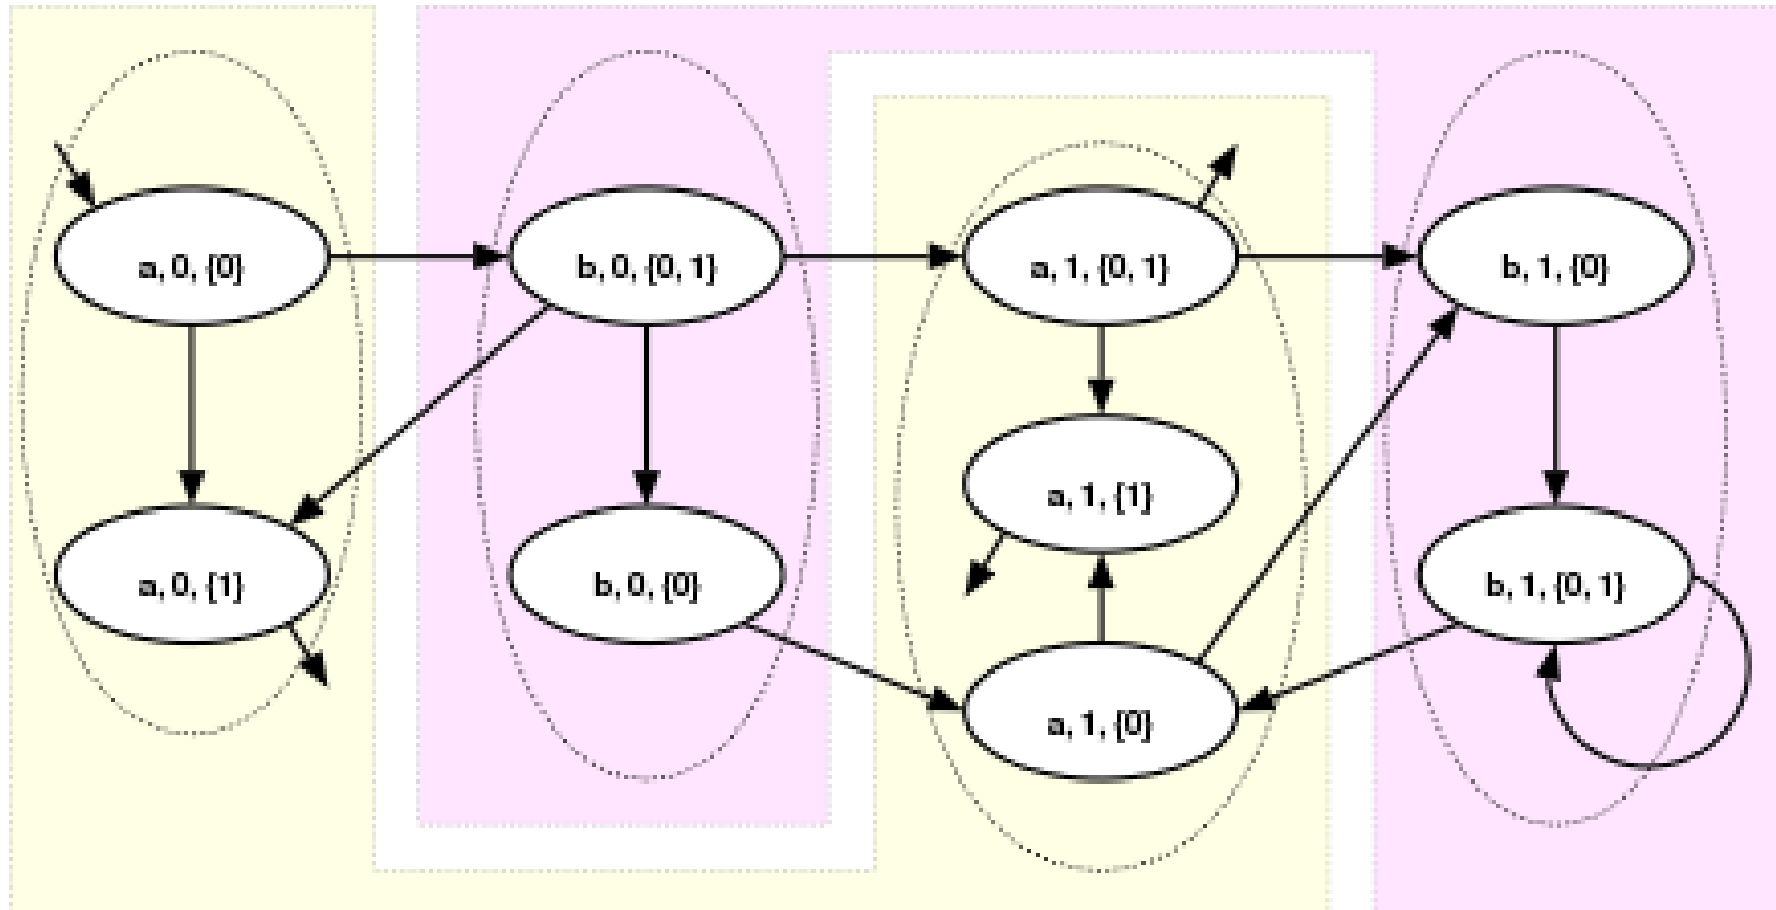 a, 0, {0}
b, 0, {0, 1}
a, 1, {0, 1}
b, 1, {0}
a, 1, {1}
a, 0, {1}
b, 0, {0}
b, 1, {0, 1}
a, 1, {0}